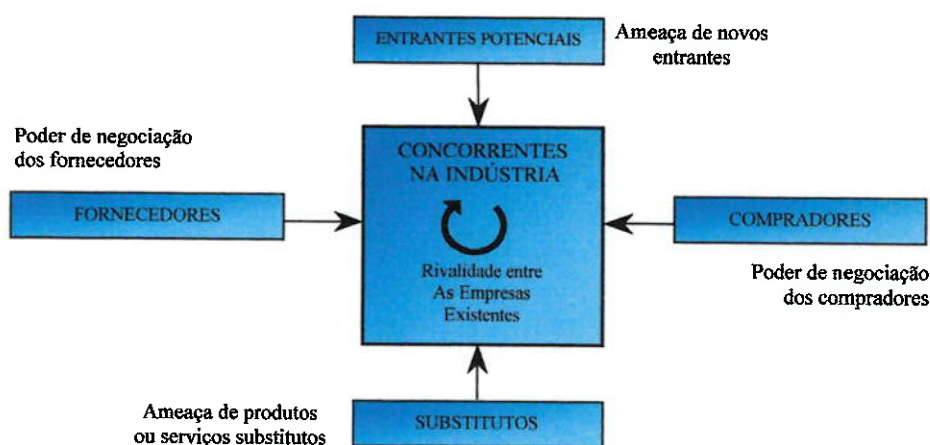 ENTRANTES POTENCIAIS
Ameaça de novos
entrantes
Poder de negociação
dos fornecedores
FORNECEDORES
CONCORRENTES
NA INDÚSTRIA
Rivalidade entre
As Empresas
Existentes
COMPRADORES
Poder de negociação
dos compradores
Ameaça de produtos
ou serviços substitutos
SUBSTITUTOS